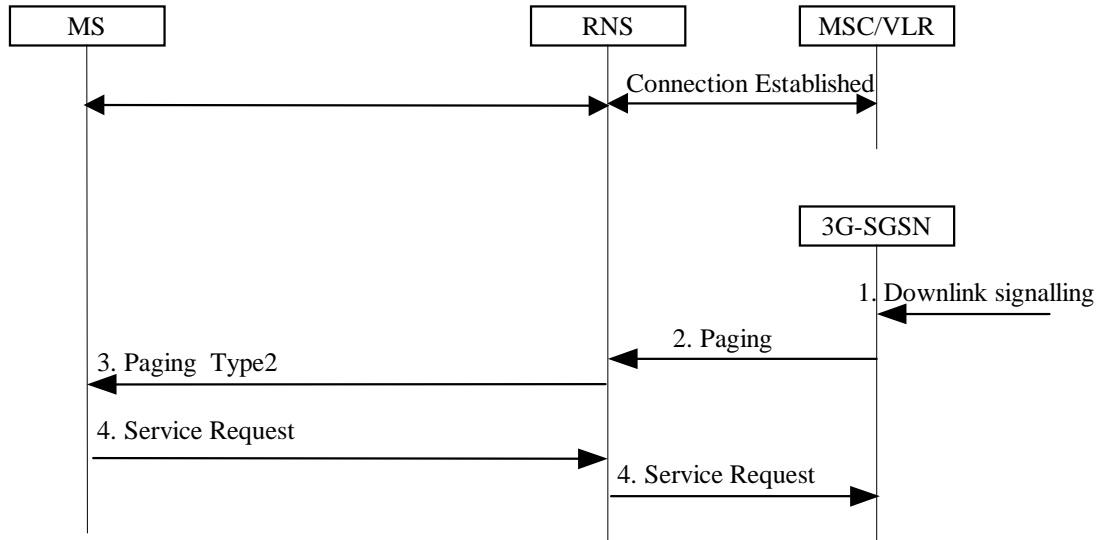 MS
RNS
MSC/VLR
Connection Established
3G-SGSN
1. Downlink signalling
2. Paging
3. Paging Type2
4. Service Request
4. Service Request